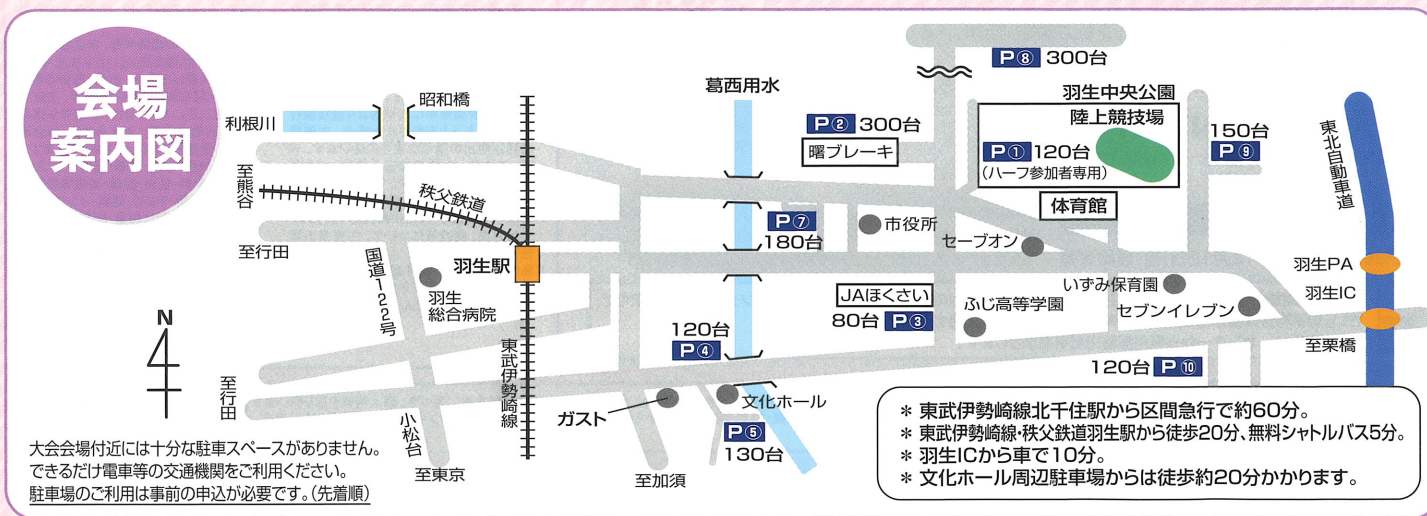 会場
案内図
利根川
昭和橋
葛西用水
P⑧ 300台
羽生中央公園
陸上競技場
P① 120台
(ハーフ参加者専用)
150台
P⑨
東北自動車道
P② 300台
曙ブレーキ
体育館
至熊谷
秩父鉄道
至行田
国道122号
羽生駅
羽生
総合病院
P⑦
180台
市役所
セーブオン
羽生PA
いずみ保育園
羽生IC
JAほくさい
80台 P③
ふじ高等学園
セブンイレブン
至栗橋
N
120台
P④
東武伊勢崎線
120台 P⑩
至行田
小松台
ガスト
文化ホール
P⑤
130台
至東京
至加須
大会会場付近には十分な駐車スペースがありません。
できるだけ電車等の交通機関をご利用ください。
駐車場のご利用は事前の申込が必要です。(先着順)
* 東武伊勢崎線北千住駅から区間急行で約60分。
* 東武伊勢崎線・秩父鉄道羽生駅から徒歩20分、無料シャトルバス5分。
* 羽生ICから車で10分。
* 文化ホール周辺駐車場からは徒歩約20分かかります。